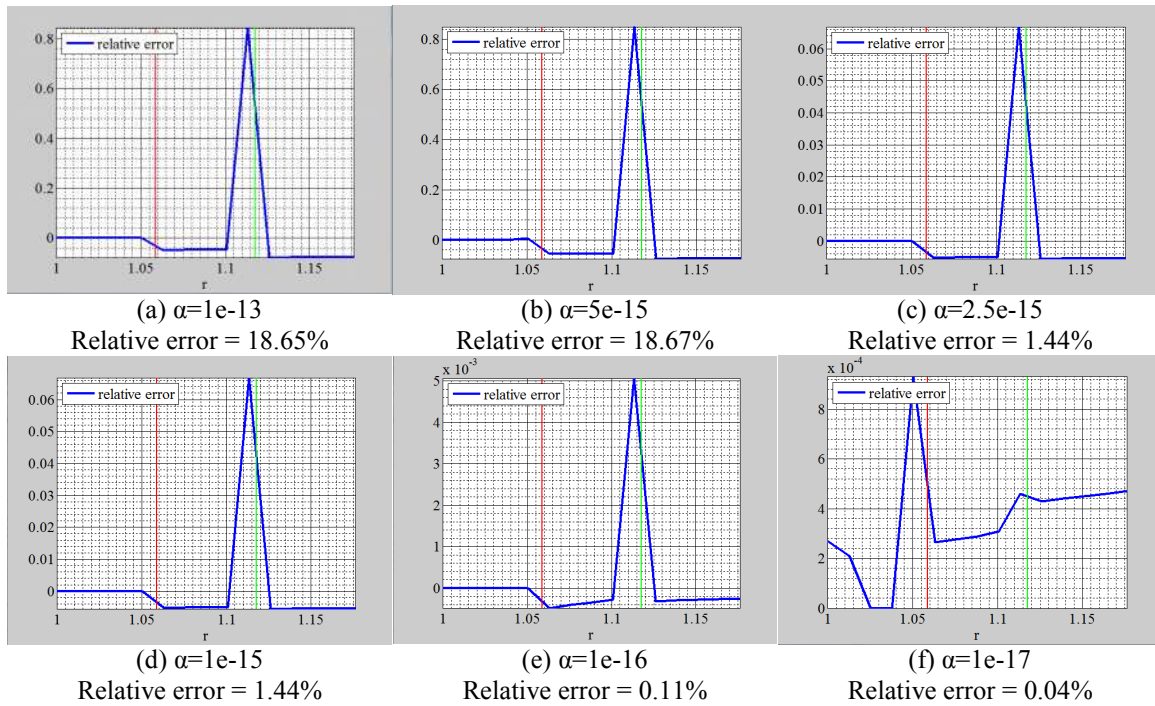 relative error
0.8
0.6
0.4
0.2
0
1 1.05 1.1 1.15
r
(a) α=1e-13
Relative error = 18.65%
relative error
0.8
0.6
0.4
0.2
0
1 1.05 1.1 1.15
r
(b) α=5e-15
Relative error = 18.67%
relative error
0.06
0.05
0.04
0.03
0.02
0.01
0
1 1.05 1.1 1.15
r
(c) α=2.5e-15
Relative error = 1.44%
relative error
0.06
0.05
0.04
0.03
0.02
0.01
0
1 1.05 1.1 1.15
r
(d) α=1e-15
Relative error = 1.44%
x 10⁻³
relative error
5
4
3
2
1
0
1 1.05 1.1 1.15
r
(e) α=1e-16
Relative error = 0.11%
x 10⁻⁴
relative error
8
6
4
2
0
1 1.05 1.1 1.15
r
(f) α=1e-17
Relative error = 0.04%